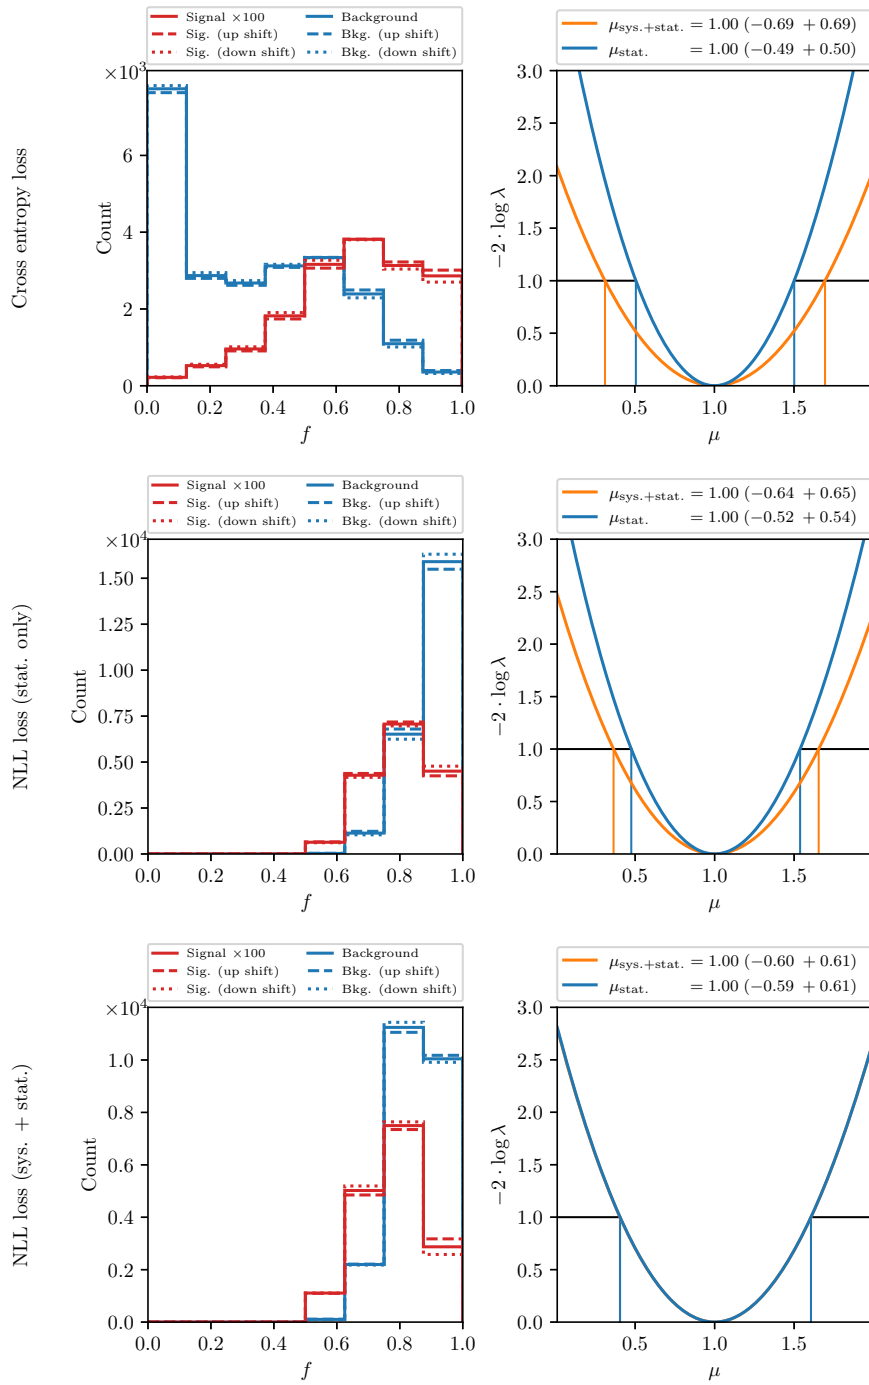 Cross entropy loss
Signal ×100 Background
Sig. (up shift) Bkg. (up shift)
Sig. (down shift) Bkg. (down shift)
×10³
6
4
2
0
Count
0.0 0.2 0.4 0.6 0.8 1.0
f
μsys.+stat. = 1.00 (−0.69 + 0.69)
μstat. = 1.00 (−0.49 + 0.50)
3.0
2.5
2.0
1.5
1.0
0.5
0.0
−2 · log λ
0.5 1.0 1.5
μ
NLL loss (stat. only)
Signal ×100 Background
Sig. (up shift) Bkg. (up shift)
Sig. (down shift) Bkg. (down shift)
×10⁴
1.50
1.25
1.00
0.75
0.50
0.25
0.00
Count
0.0 0.2 0.4 0.6 0.8 1.0
f
μsys.+stat. = 1.00 (−0.64 + 0.65)
μstat. = 1.00 (−0.52 + 0.54)
3.0
2.5
2.0
1.5
1.0
0.5
0.0
−2 · log λ
0.5 1.0 1.5
μ
NLL loss (sys. + stat.)
Signal ×100 Background
Sig. (up shift) Bkg. (up shift)
Sig. (down shift) Bkg. (down shift)
×10⁴
1.0
0.8
0.6
0.4
0.2
0.0
Count
0.0 0.2 0.4 0.6 0.8 1.0
f
μsys.+stat. = 1.00 (−0.60 + 0.61)
μstat. = 1.00 (−0.59 + 0.61)
3.0
2.5
2.0
1.5
1.0
0.5
0.0
−2 · log λ
0.5 1.0 1.5
μ